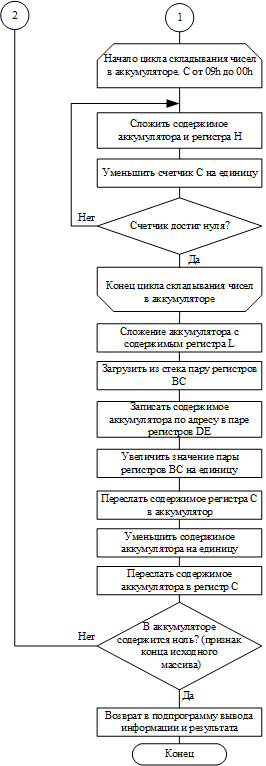 2
1
Начало цикла складывания чисел
в аккумуляторе. С от 09h до 00h
Сложить содержимое
аккумулятора и регистра H
Уменьшить счетчик С на единицу
Нет
Счетчик достиг нуля?
Да
Конец цикла складывания чисел
в аккумуляторе
Сложение аккумулятора с
содержимым регистра L
Загрузить из стека пару регистров
BC
Записать содержимое
аккумулятора по адресу в паре
регистров DE
Увеличить значение пары
регистров BC на единицу
Переслать содержимое регистра С
в аккумулятор
Уменьшить содержимое
аккумулятора на единицу
Переслать содержимое
аккумулятора в регистр С
Нет
В аккумуляторе
содержится ноль? (признак
конца исходного
массива)
Да
Возврат в подпрограмму вывода
информации и результата
Конец